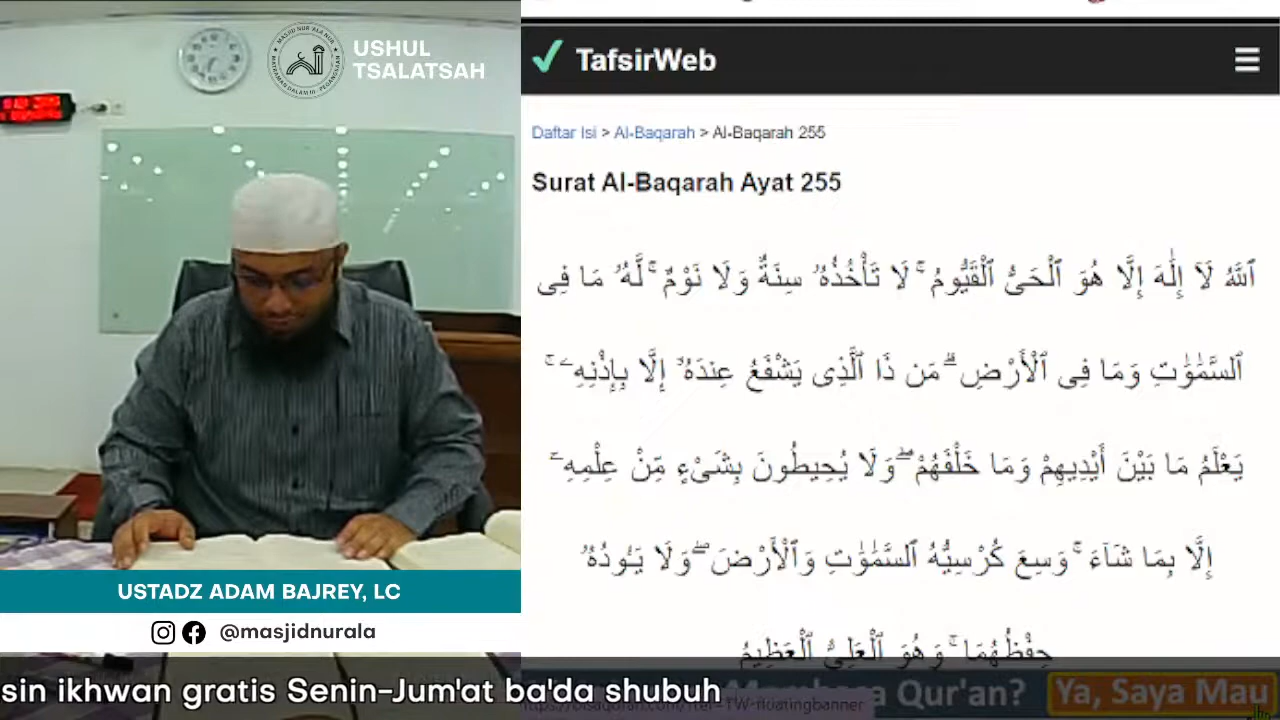 USHUL
TSALATSAH
USTADZ ADAM BAJREY, LC
@masjidnurala
TafsirWeb
Daftar Isi > Al-Baqarah > Al-Baqarah 255
Surat Al-Baqarah Ayat 255
ٱللَّهُ لَآ إِلَٰهَ إِلَّا هُوَ ٱلْحَىُّ ٱلْقَيُّومُ ۚ لَا تَأْخُذُهُۥ سِنَةٌ وَلَا نَوْمٌ ۚ لَّهُۥ مَا فِى
ٱلسَّمَٰوَٰتِ وَمَا فِى ٱلْأَرْضِ ۗ مَن ذَا ٱلَّذِى يَشْفَعُ عِندَهُۥٓ إِلَّا بِإِذْنِهِۦ ۚ
يَعْلَمُ مَا بَيْنَ أَيْدِيهِمْ وَمَا خَلْفَهُمْ ۖ وَلَا يُحِيطُونَ بِشَىْءٍ مِّنْ عِلْمِهِۦٓ
إِلَّا بِمَا شَآءَ ۚ وَسِعَ كُرْسِيُّهُ ٱلسَّمَٰوَٰتِ وَٱلْأَرْضَ ۖ وَلَا يَـُٔودُهُۥ
حِفْظُهُمَا ۚ وَهُوَ ٱلْعَلِىُّ ٱلْعَظِيمُ
Qur'an? Ya, Saya Mau
sin ikhwan gratis Senin-Jum'at ba'da shubuh